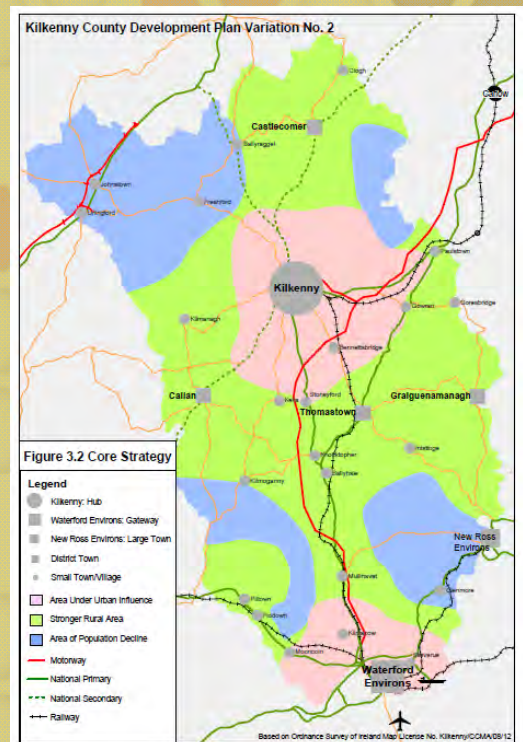 Kilkenny County Development Plan Variation No. 2
Clogh
Carlow
Castlecomer
Ballyragget
Johnstown
Freshford
Urlingford
Paulstown
Kilkenny
Gowran
Goresbridge
Kilmanagh
Bennettsbridge
Callan
Kells
Stoneyford
Thomastown
Graiguenamanagh
Knocktopher
Inistioge
Ballyhale
Kilmoganny
New Ross
Environs
Mullinavat
Glenmore
Piltown
Fiddown
Kilmacow
Mooncoin
Slieverue
Waterford
Environs
Figure 3.2 Core Strategy
Legend
Kilkenny: Hub
Waterford Environs: Gateway
New Ross Environs: Large Town
District Town
Small Town/Village
Area Under Urban Influence
Stronger Rural Area
Area of Population Decline
Motorway
National Primary
National Secondary
Railway
Based on Ordnance Survey of Ireland Map License No. Kilkenny/CCMA/08/12